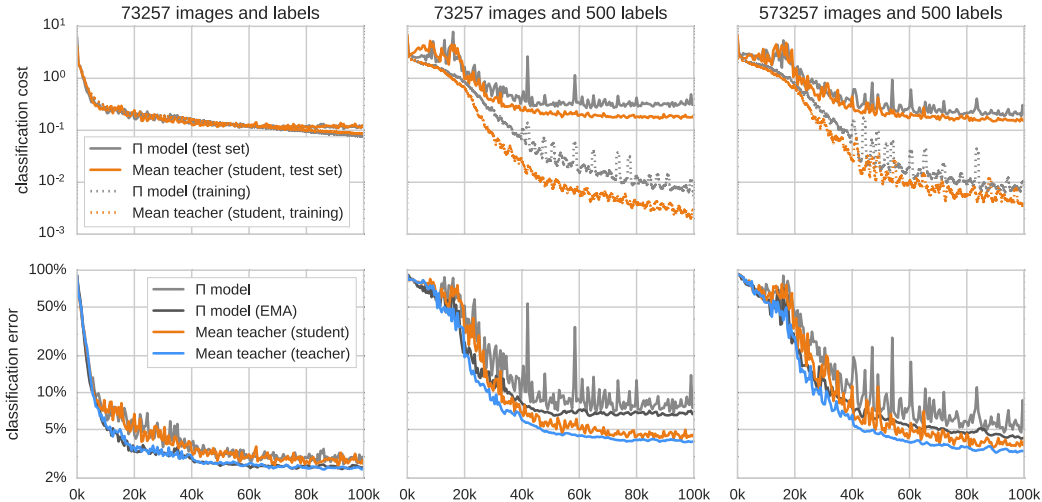 73257 images and labels
73257 images and 500 labels
573257 images and 500 labels
classification cost
10¹
10⁰
10⁻¹
10⁻²
10⁻³
Π model (test set)
Mean teacher (student, test set)
Π model (training)
Mean teacher (student, training)
classification error
100%
50%
20%
10%
5%
2%
Π model
Π model (EMA)
Mean teacher (student)
Mean teacher (teacher)
0k 20k 40k 60k 80k 100k
0k 20k 40k 60k 80k 100k
0k 20k 40k 60k 80k 100k